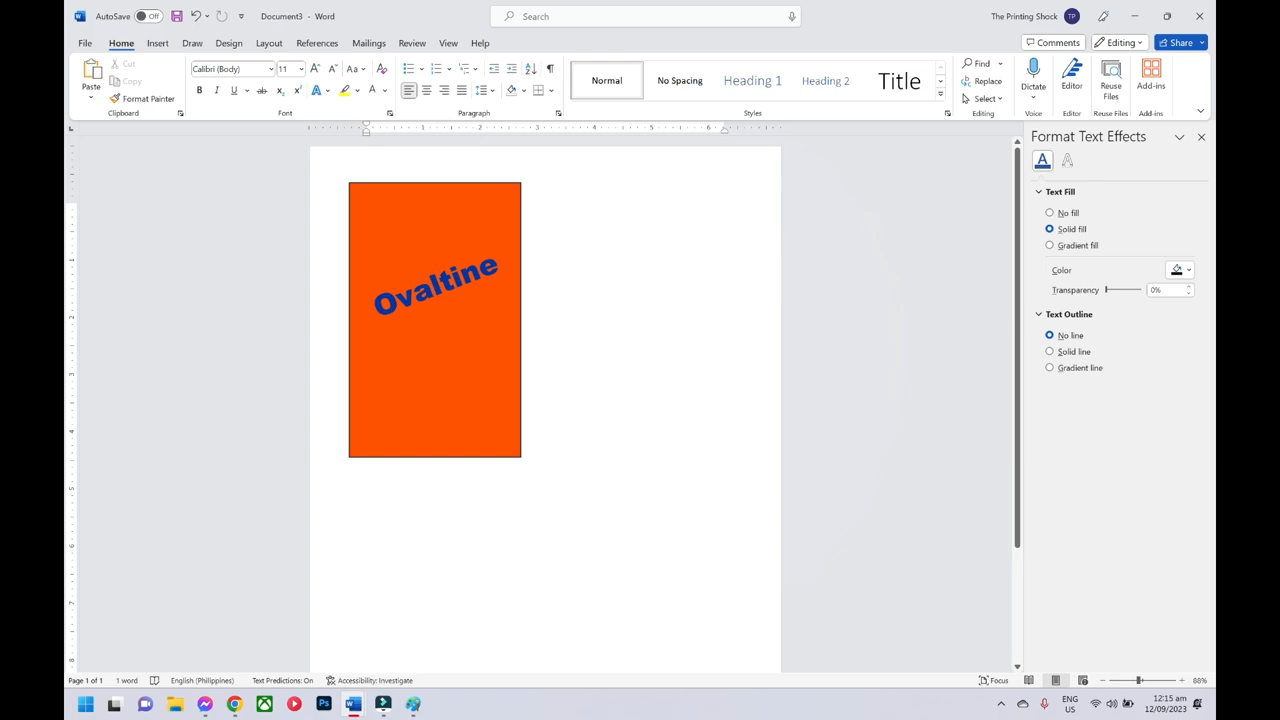 AutoSave Off Document3 - Word Search The Printing Shock TP
File Home Insert Draw Design Layout References Mailings Review View Help Comments Editing Share
Paste Cut Copy Format Painter Clipboard
Calibri (Body) 11 Font
Paragraph
Normal No Spacing Heading 1 Heading 2 Title Styles
Find Replace Select Editing
Dictate Voice
Editor Editor
Reuse Files Reuse Files
Add-ins Add-ins
Format Text Effects
Text Fill
No fill
Solid fill
Gradient fill
Color
Transparency 0%
Text Outline
No line
Solid line
Gradient line
Ovaltine
Page 1 of 1 1 word English (Philippines) Text Predictions: On Accessibility: Investigate Focus 88%
ENG US 12:15 am 12/09/2023